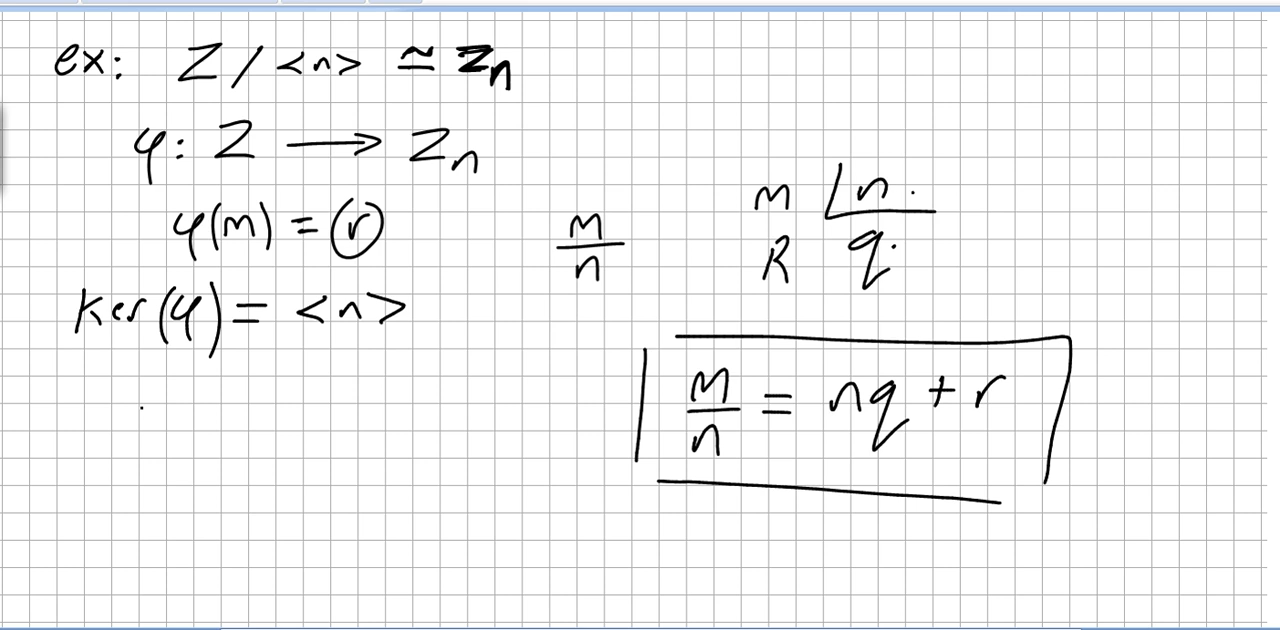 ex: Z / <n> ≃ Zn
φ: Z ⟶ Zn
φ(m) = r
ker(φ) = <n>
m/n
m n
R q
m/n = nq + r